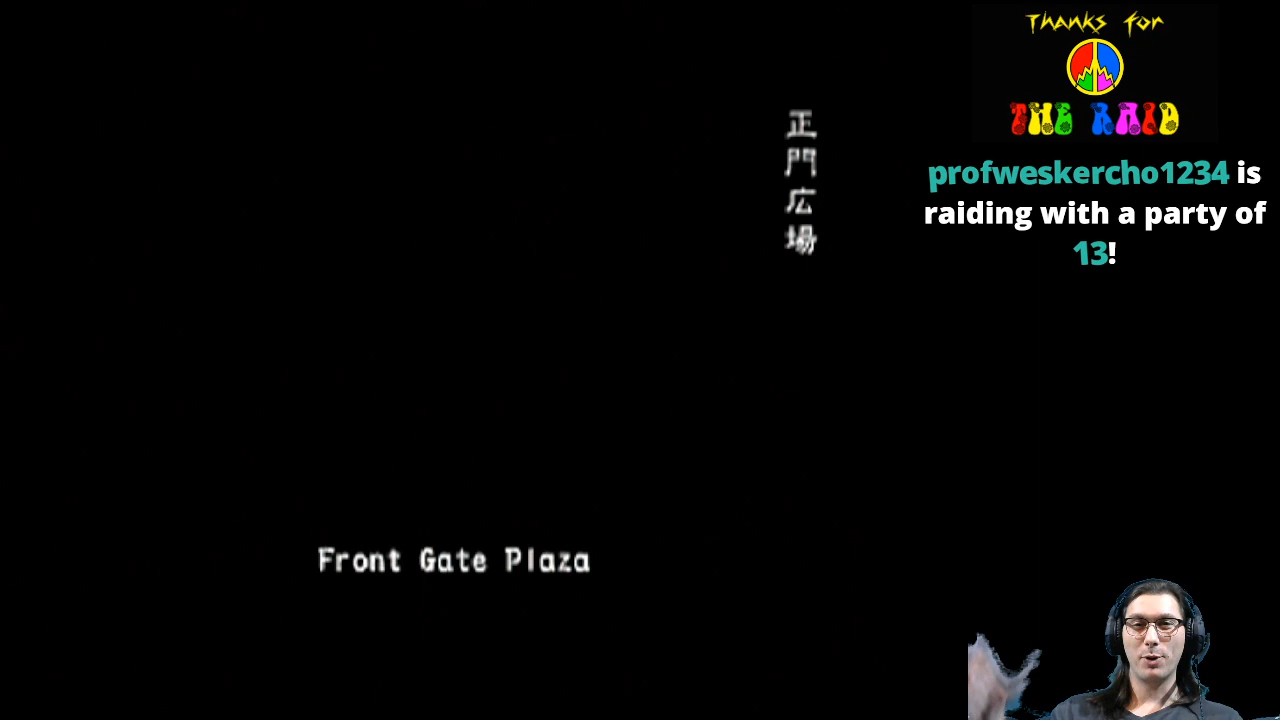 正門広場
Front Gate Plaza
Thanks for
THE RAID
profweskercho1234 is
raiding with a party of
13!